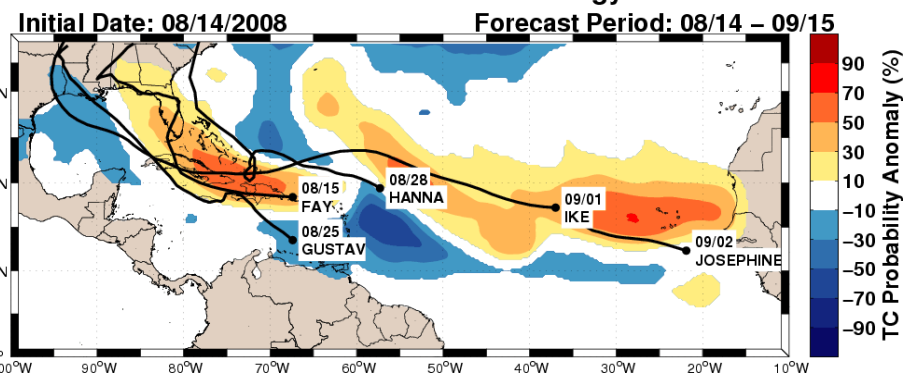 Initial Date: 08/14/2008
Forecast Period: 08/14 – 09/15
90
70
50
30
10
−10
−30
−50
−70
−90
TC Probability Anomaly (%)
08/15
FAY
08/25
GUSTAV
08/28
HANNA
09/01
IKE
09/02
JOSEPHINE
90°W
80°W
70°W
60°W
50°W
40°W
30°W
20°W
10°W